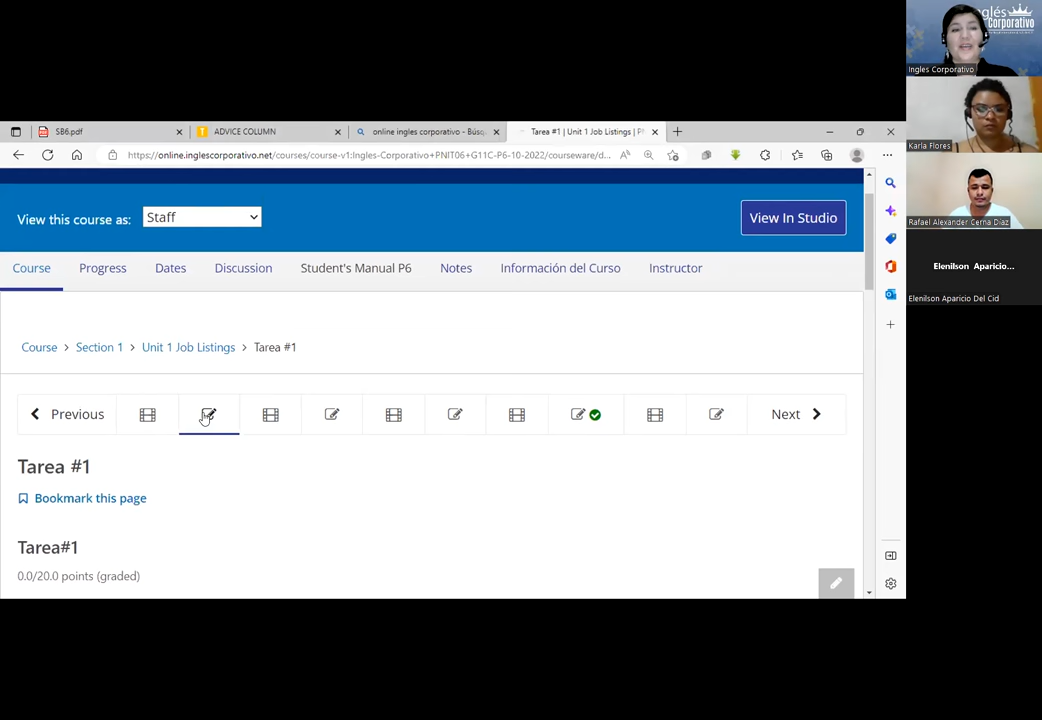 SB6.pdf
ADVICE COLUMN
online ingles corporativo - Búsq
Tarea #1 | Unit 1 Job Listings | P
https://online.inglescorporativo.net/courses/course-v1:Ingles-Corporativo+PNIT06+G11C-P6-10-2022/courseware/d...
View this course as:
Staff
View In Studio
Course
Progress
Dates
Discussion
Student's Manual P6
Notes
Información del Curso
Instructor
Course > Section 1 > Unit 1 Job Listings > Tarea #1
Previous
Next
Tarea #1
Bookmark this page
Tarea#1
0.0/20.0 points (graded)
Corporativo
Ingles Corporativo
Karla Flores
Rafael Alexander Cerna Diaz
Elenilson Aparicio...
Elenilson Aparicio Del Cid